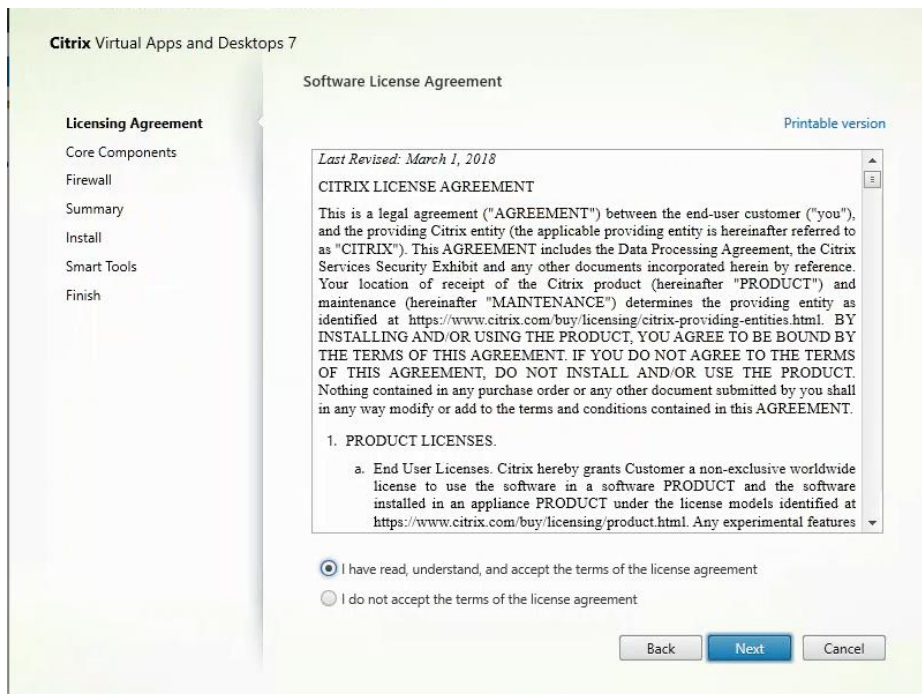 Citrix Virtual Apps and Desktops 7
Software License Agreement
Licensing Agreement
Core Components
Firewall
Summary
Install
Smart Tools
Finish
Printable version
Last Revised: March 1, 2018
CITRIX LICENSE AGREEMENT
This is a legal agreement ("AGREEMENT") between the end-user customer ("you"),
and the providing Citrix entity (the applicable providing entity is hereinafter referred to
as "CITRIX"). This AGREEMENT includes the Data Processing Agreement, the Citrix
Services Security Exhibit and any other documents incorporated herein by reference.
Your location of receipt of the Citrix product (hereinafter "PRODUCT") and
maintenance (hereinafter "MAINTENANCE") determines the providing entity as
identified at https://www.citrix.com/buy/licensing/citrix-providing-entities.html. BY
INSTALLING AND/OR USING THE PRODUCT, YOU AGREE TO BE BOUND BY
THE TERMS OF THIS AGREEMENT. IF YOU DO NOT AGREE TO THE TERMS
OF THIS AGREEMENT, DO NOT INSTALL AND/OR USE THE PRODUCT.
Nothing contained in any purchase order or any other document submitted by you shall
in any way modify or add to the terms and conditions contained in this AGREEMENT.
1. PRODUCT LICENSES.
a. End User Licenses. Citrix hereby grants Customer a non-exclusive worldwide
license to use the software in a software PRODUCT and the software
installed in an appliance PRODUCT under the license models identified at
https://www.citrix.com/buy/licensing/product.html. Any experimental features
I have read, understand, and accept the terms of the license agreement
I do not accept the terms of the license agreement
Back
Next
Cancel